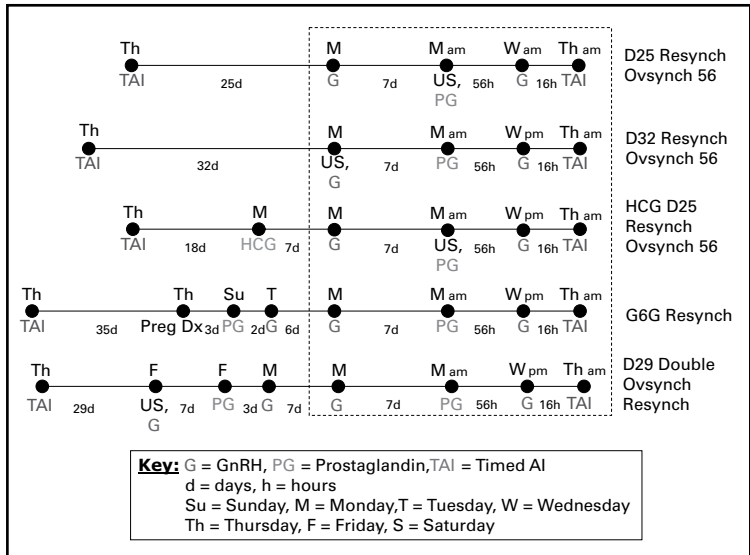 Th M M am W am Th am
TAI 25d G 7d US, 56h G 16h TAI
PG
D25 Resynch
Ovsynch 56
Th M M am W pm Th am
TAI 32d US, 7d PG 56h G 16h TAI
G
D32 Resynch
Ovsynch 56
Th M M M am W pm Th am
TAI 18d HCG 7d G 7d US, 56h G 16h TAI
PG
HCG D25
Resynch
Ovsynch 56
Th Th Su T M M am W pm Th am
TAI 35d Preg Dx 3d PG 2d G 6d G 7d PG 56h G 16h TAI
G6G Resynch
Th F F M M M am W pm Th am
TAI 29d US, 7d PG 3d G 7d G 7d PG 56h G 16h TAI
G
D29 Double
Ovsynch
Resynch
Key: G = GnRH, PG = Prostaglandin,TAI = Timed AI
d = days, h = hours
Su = Sunday, M = Monday,T = Tuesday, W = Wednesday
Th = Thursday, F = Friday, S = Saturday